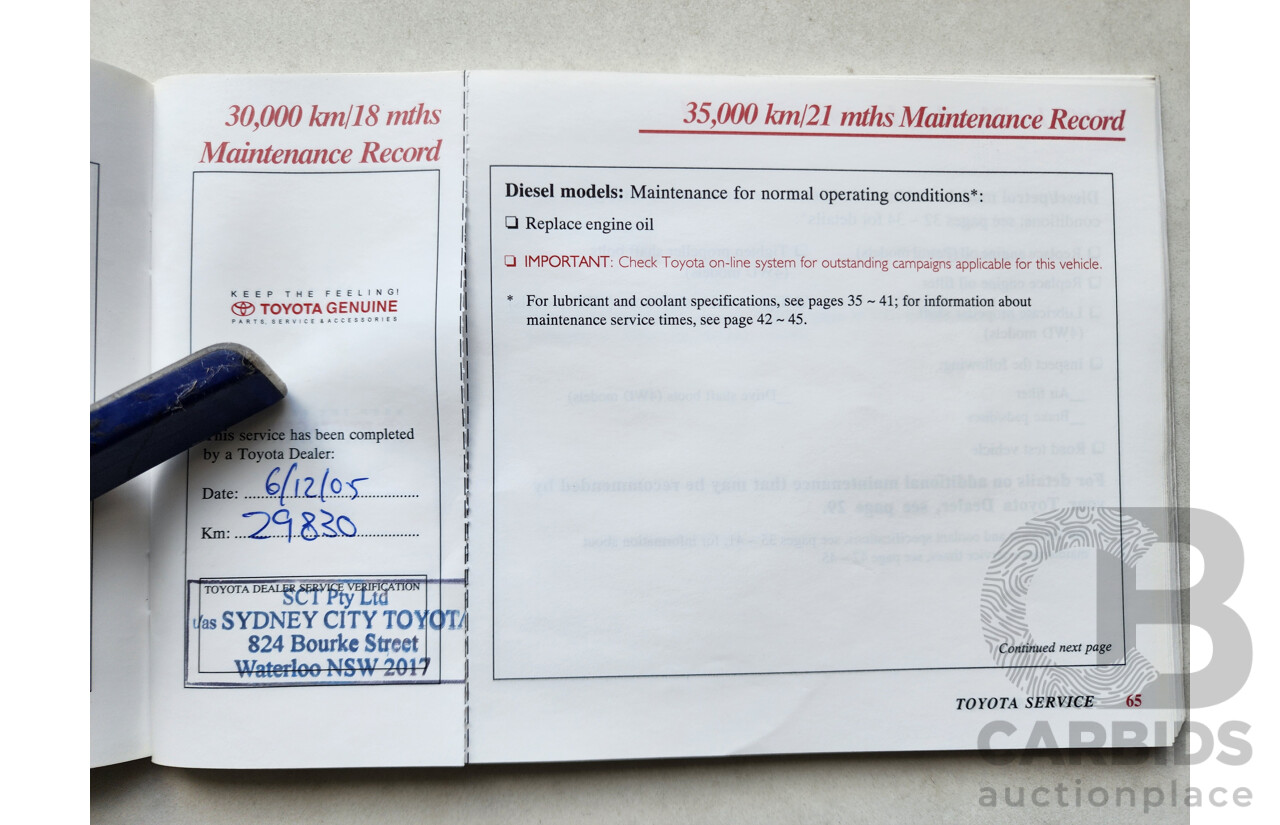 30,000 km/18 mths
Maintenance Record
KEEP THE FEELING!
TOYOTA GENUINE
PARTS, SERVICE & ACCESSORIES
This service has been completed
by a Toyota Dealer:
Date: 6/12/05
Km: 29830
TOYOTA DEALER SERVICE VERIFICATION
SCT Pty Ltd
t/as SYDNEY CITY TOYOTA
824 Bourke Street
Waterloo NSW 2017
35,000 km/21 mths Maintenance Record
Diesel models: Maintenance for normal operating conditions*:
❏ Replace engine oil
❏ IMPORTANT: Check Toyota on-line system for outstanding campaigns applicable for this vehicle.
* For lubricant and coolant specifications, see pages 35 ~ 41; for information about
maintenance service times, see page 42 ~ 45.
Continued next page
TOYOTA SERVICE 65
CB
CARBIDS
auctionplace